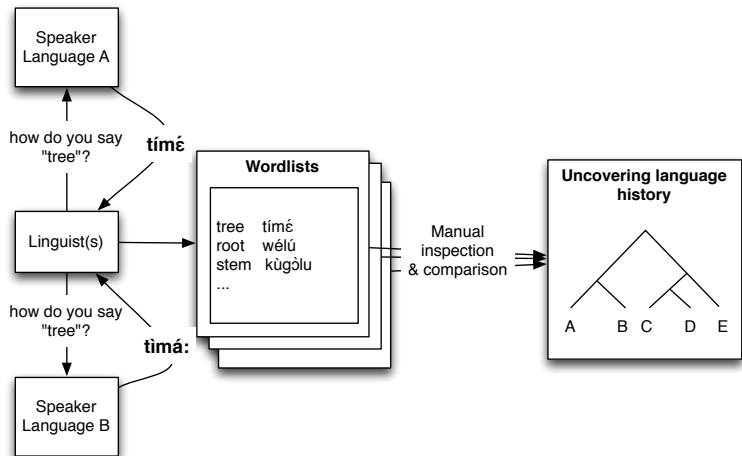 Speaker
Language A
how do you say
"tree"?
tímɛ́
Linguist(s)
how do you say
"tree"?
tìmá:
Speaker
Language B
Wordlists
tree tímɛ́
root wélú
stem kùgɔ̀lu
...
Manual
inspection
& comparison
Uncovering language
history
A B C D E